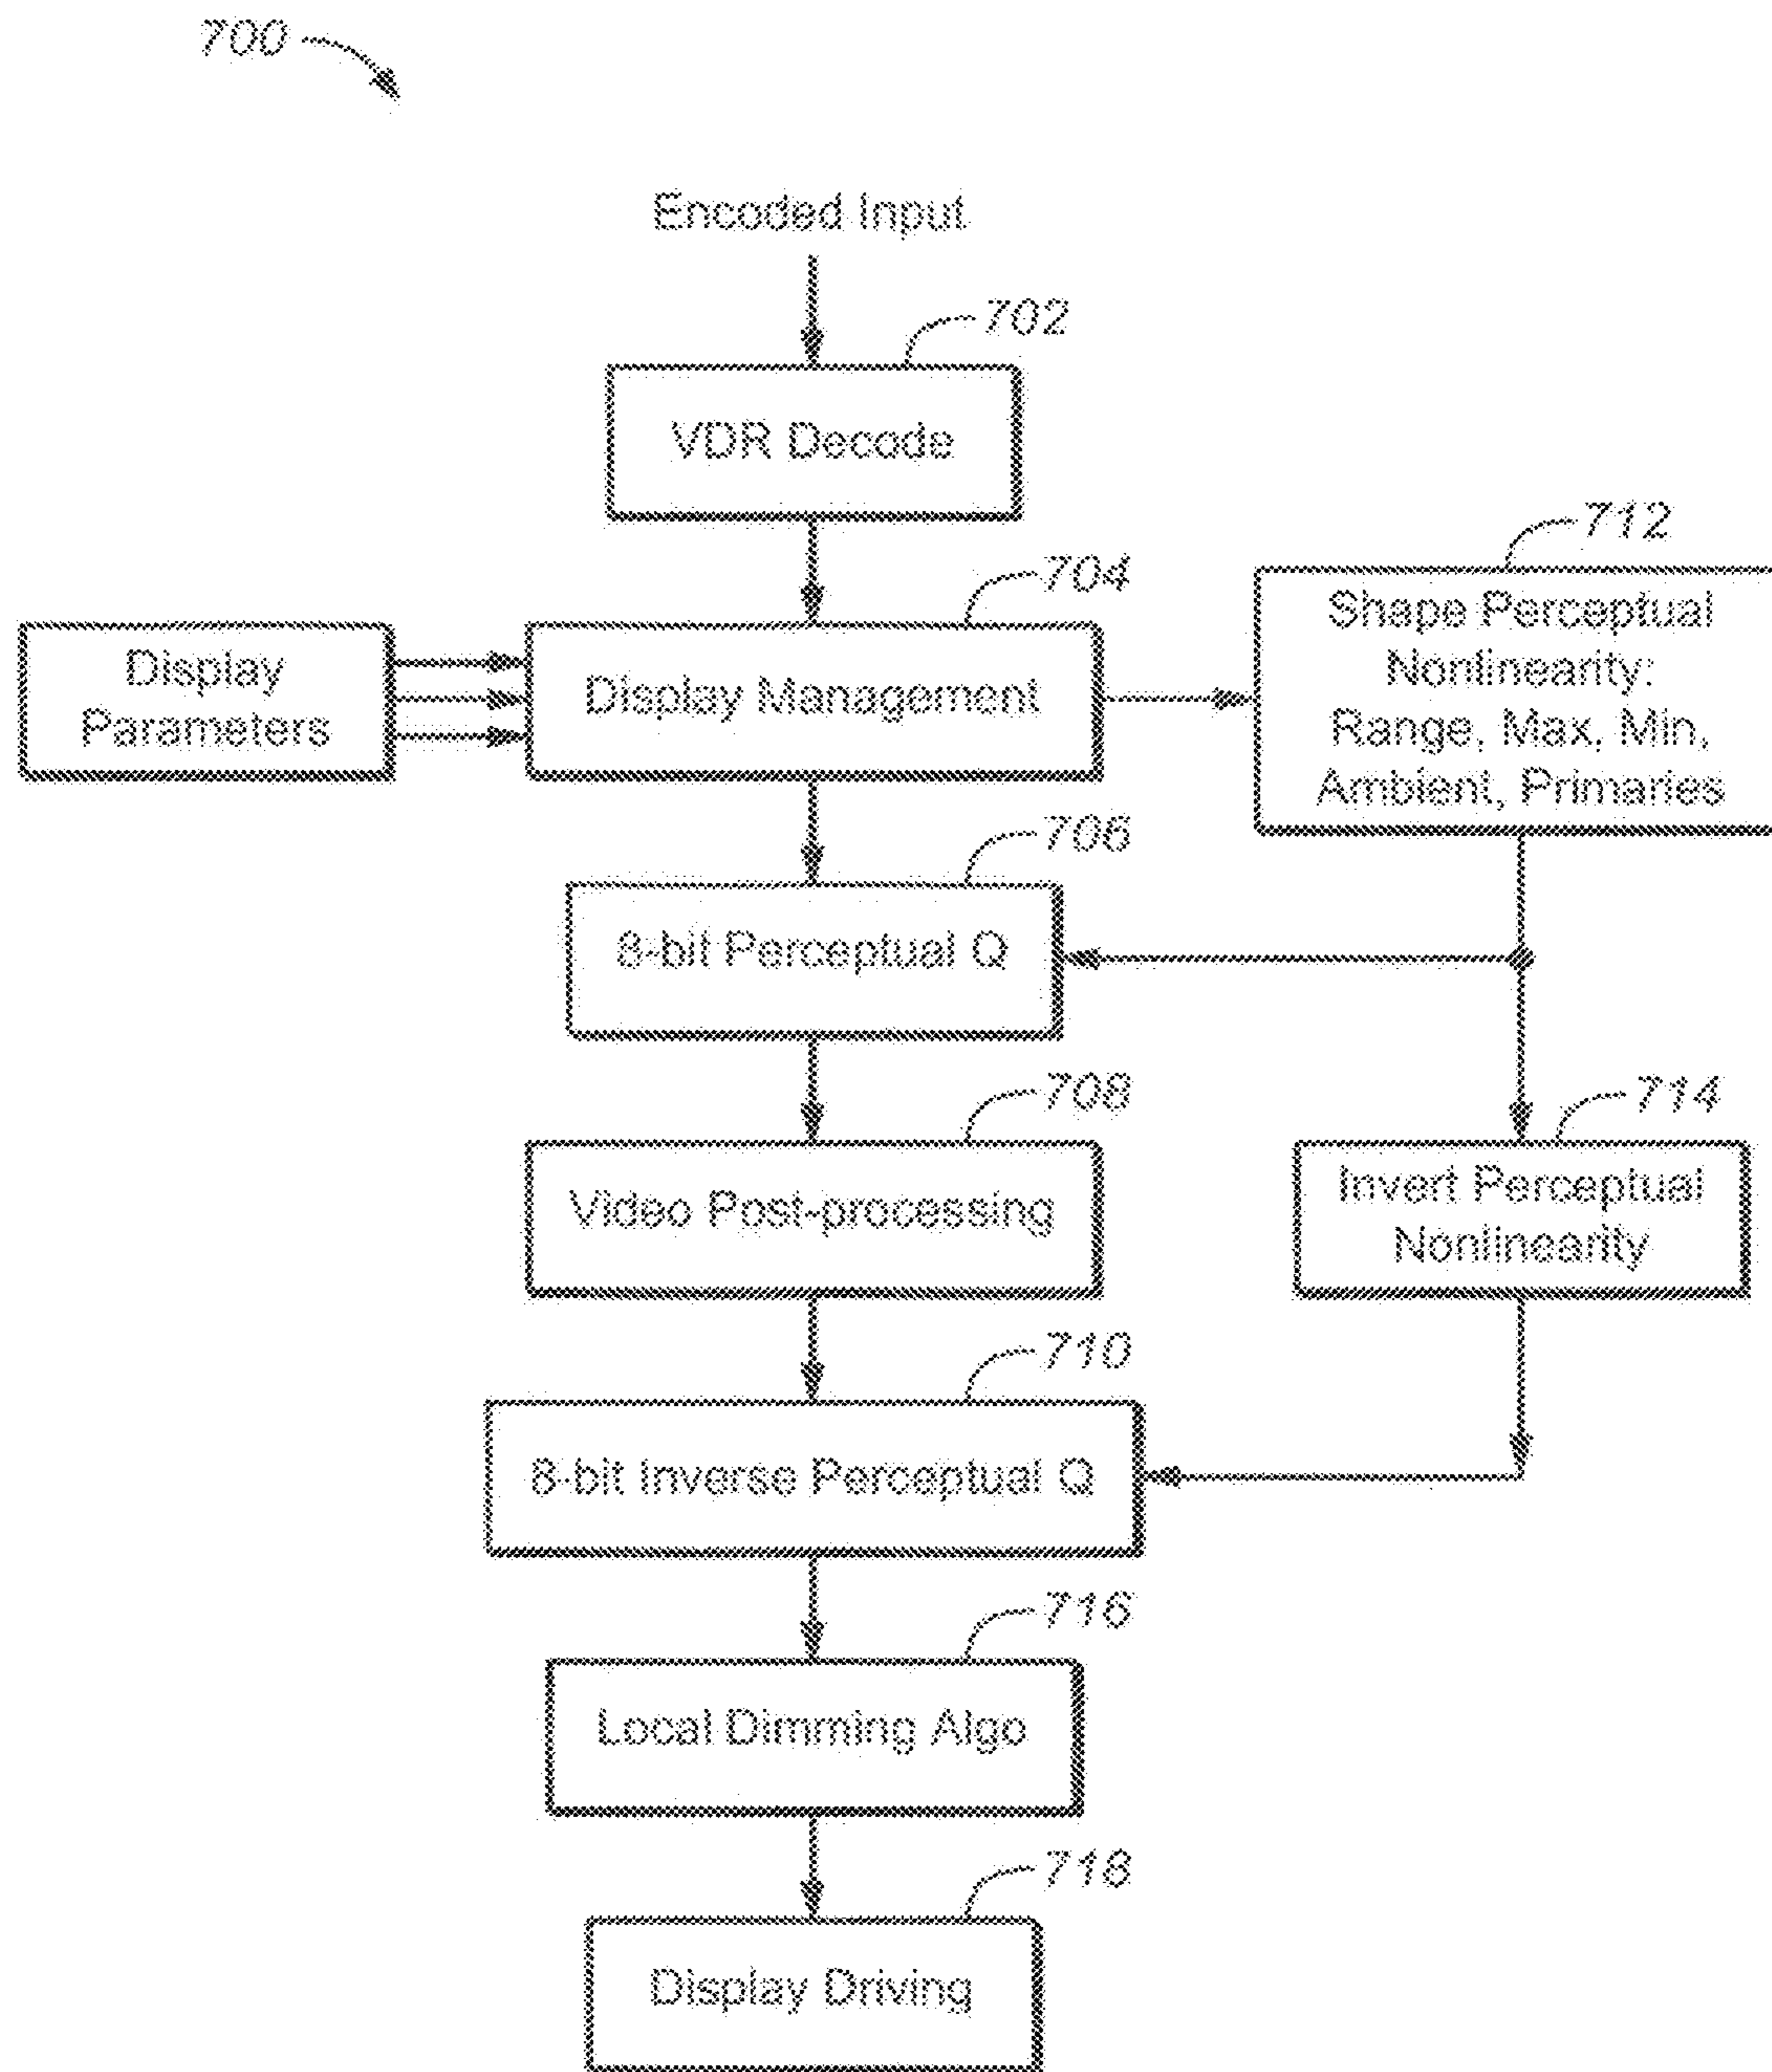 700
Encoded Input
702
VDR Decode
704
712
Display
Parameters
Display Management
Shape Perceptual
Nonlinearity:
Range, Max, Min,
Ambient, Primaries
706
8-bit Perceptual Q
708
714
Video Post-processing
Invert Perceptual
Nonlinearity
710
8-bit Inverse Perceptual Q
716
Local Dimming Algo
718
Display Driving